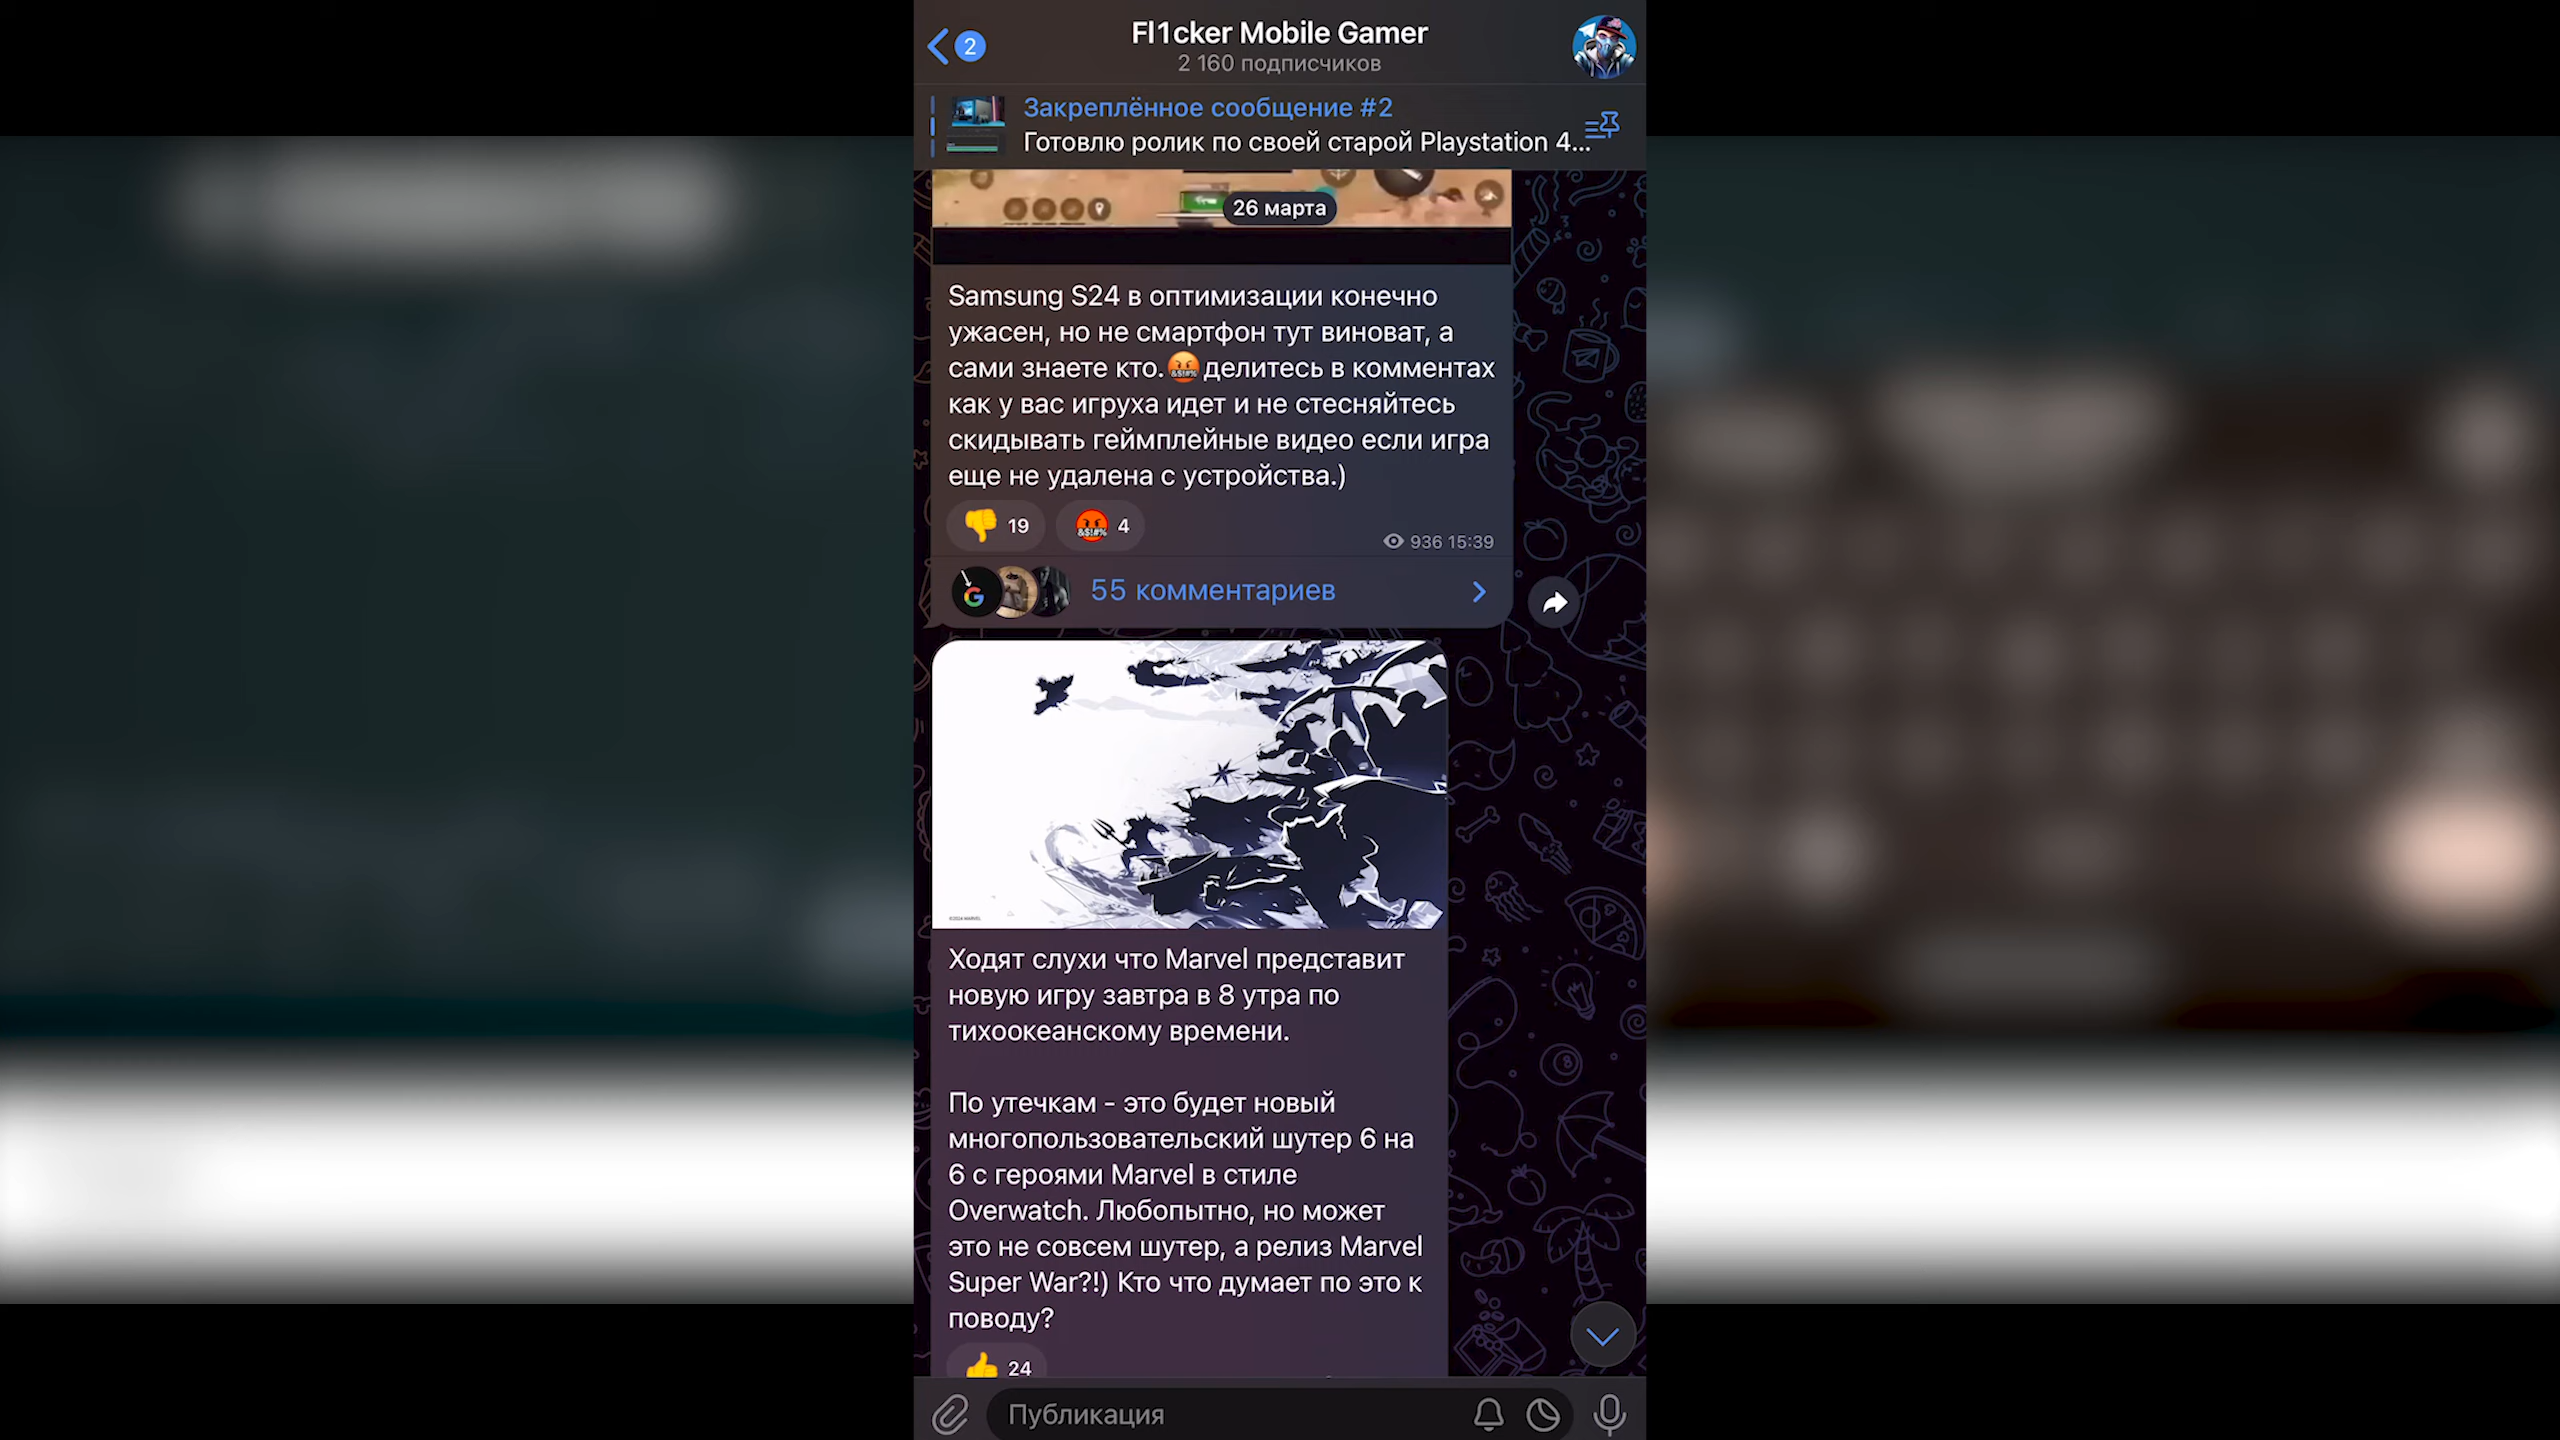 2
Fl1cker Mobile Gamer
2 160 подписчиков
Закреплённое сообщение #2
Готовлю ролик по своей старой Playstation 4...
26 марта
Samsung S24 в оптимизации конечно
ужасен, но не смартфон тут виноват, а
сами знаете кто.🤬делитесь в комментах
как у вас игруха идет и не стесняйтесь
скидывать геймплейные видео если игра
еще не удалена с устройства.)
👎 19 🤬 4
936 15:39
55 комментариев
©2024 MARVEL
Ходят слухи что Marvel представит
новую игру завтра в 8 утра по
тихоокеанскому времени.
По утечкам - это будет новый
многопользовательский шутер 6 на
6 с героями Marvel в стиле
Overwatch. Любопытно, но может
это не совсем шутер, а релиз Marvel
Super War?!) Кто что думает по это к
поводу?
👍 24
Публикация